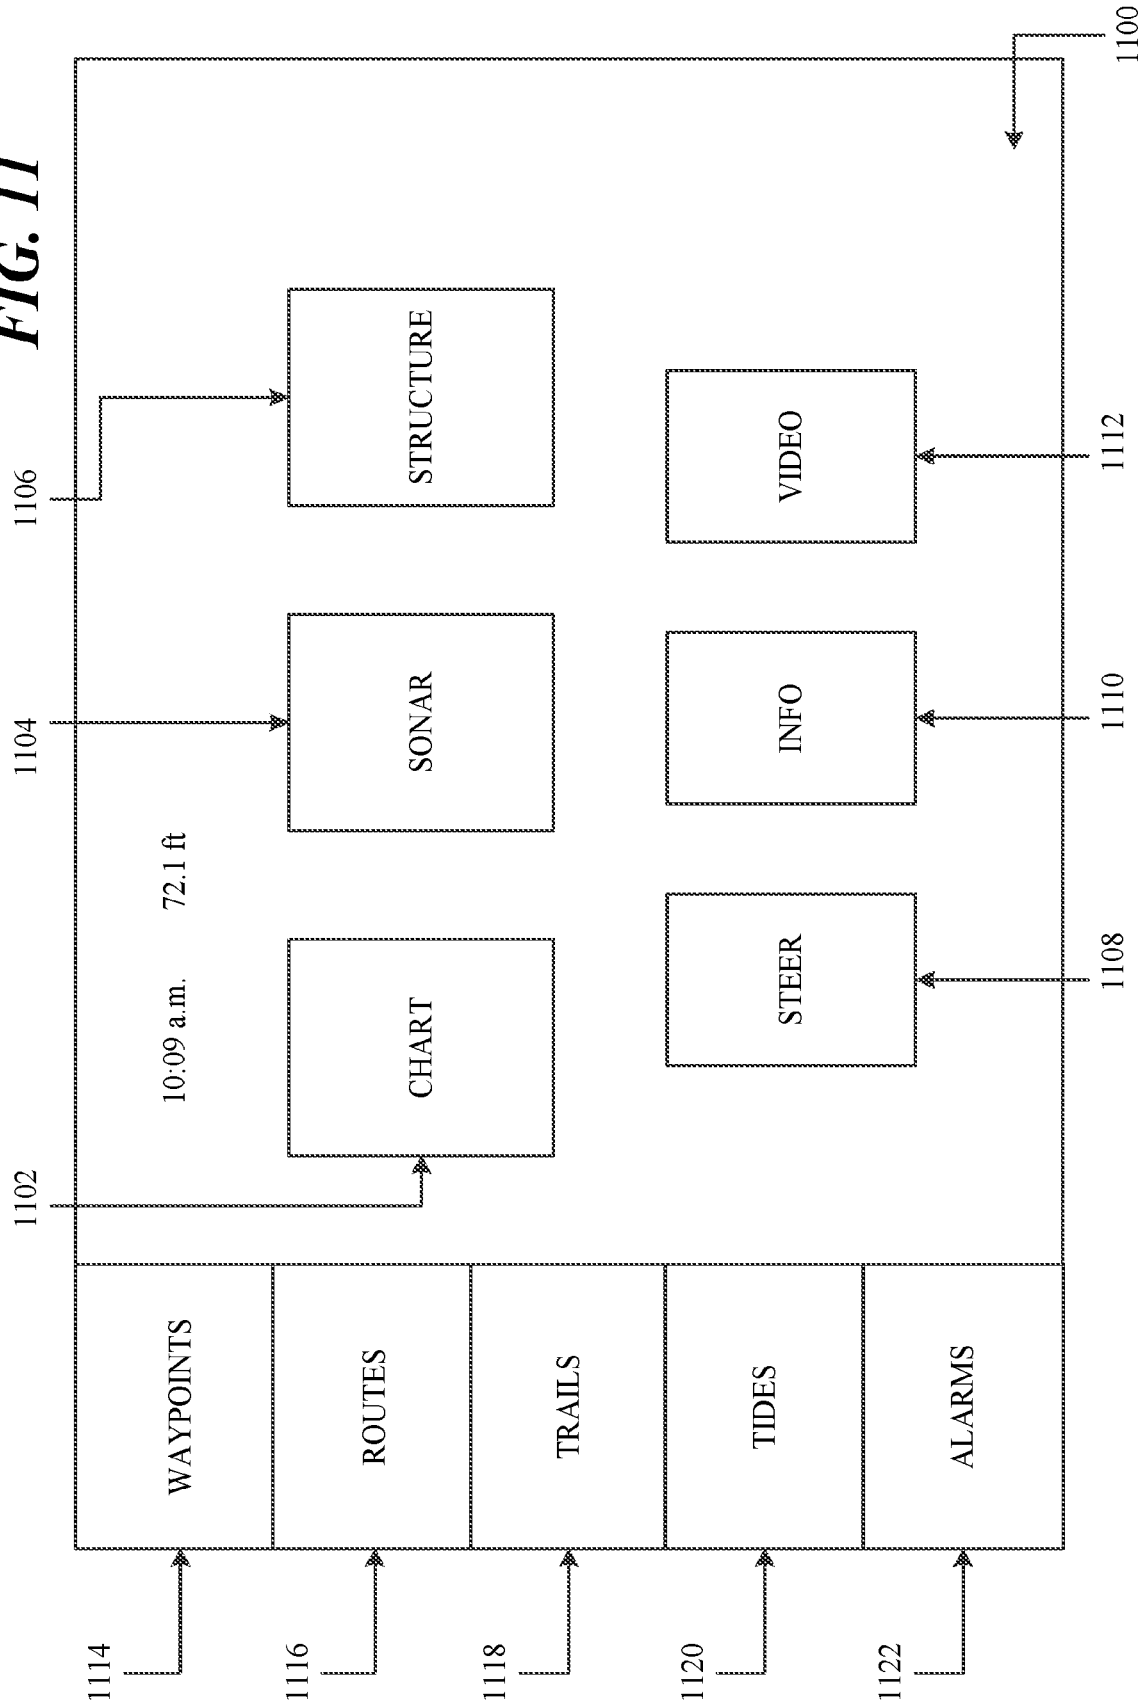 FIG. 11
1102
1104
1106
10:09 a.m. 72.1 ft
1114
WAYPOINTS
CHART
SONAR
STRUCTURE
1116
ROUTES
1118
TRAILS
1120
TIDES
STEER
INFO
VIDEO
1122
ALARMS
1108
1110
1112
1100